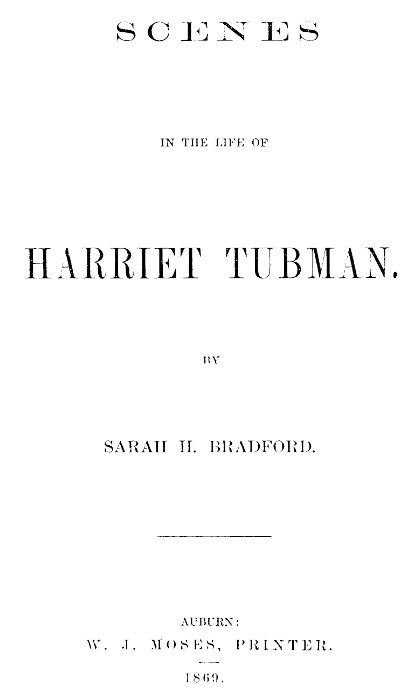 SCENES
IN THE LIFE OF
HARRIET TUBMAN.
BY
SARAH H. BRADFORD.
AUBURN:
W. J. MOSES, PRINTER.
1869.